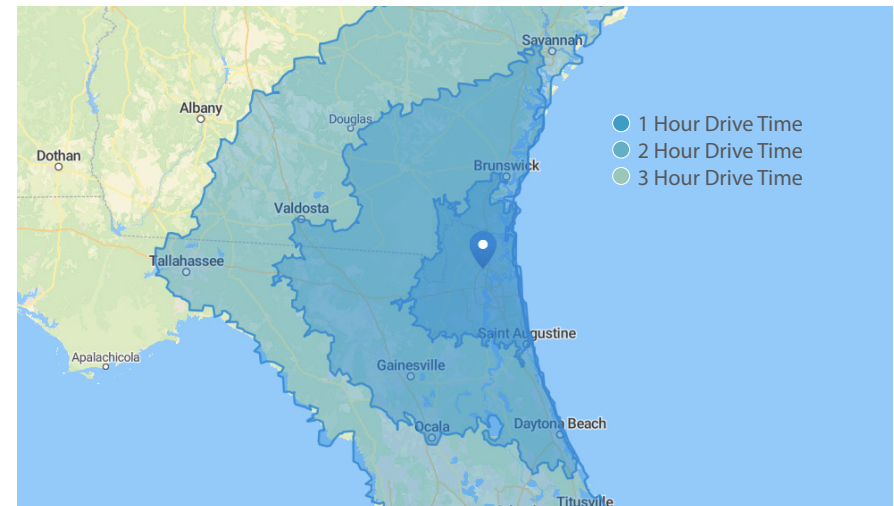 Savannah
Albany
Douglas
Dothan
Brunswick
Valdosta
Tallahassee
Saint Augustine
Apalachicola
Gainesville
Ocala
Daytona Beach
Titusville
1 Hour Drive Time
2 Hour Drive Time
3 Hour Drive Time